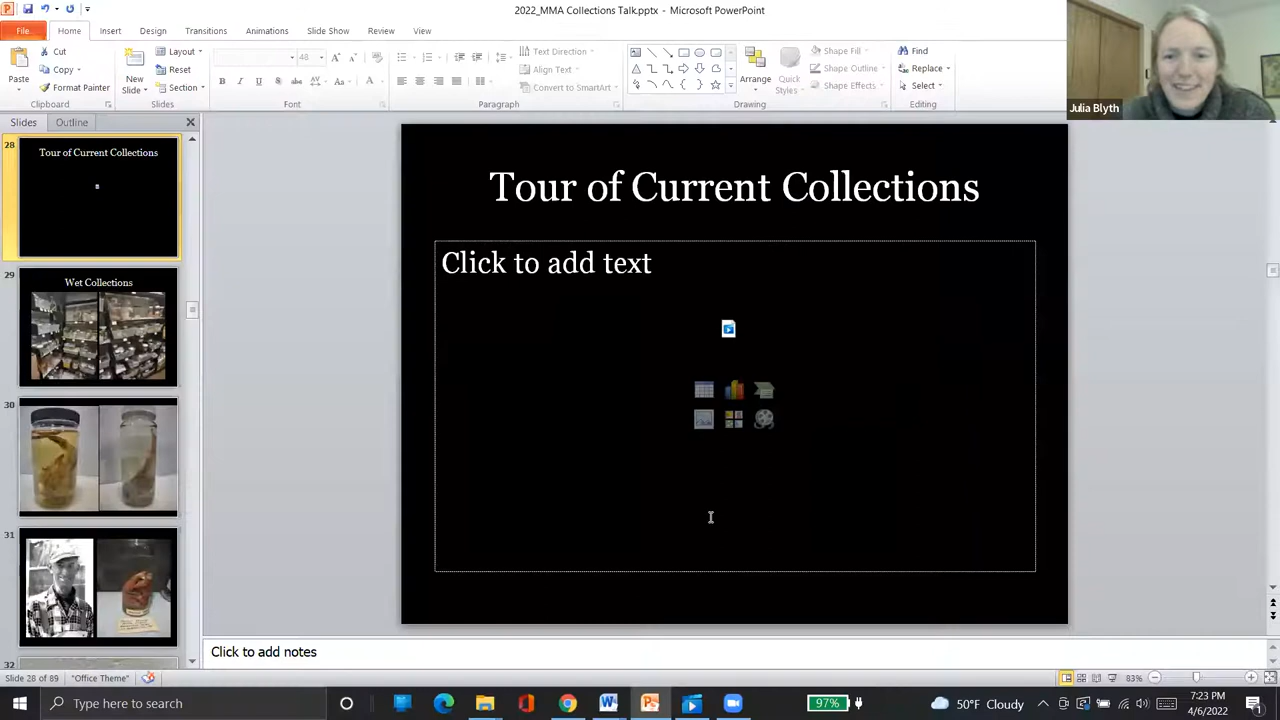 2022_MMA Collections Talk.pptx - Microsoft PowerPoint
File Home Insert Design Transitions Animations Slide Show Review View
Paste
Cut
Copy
Format Painter
Clipboard
New
Slide
Layout
Reset
Section
Slides
48
Font
Text Direction
Align Text
Convert to SmartArt
Paragraph
Arrange
Quick
Styles
Shape Fill
Shape Outline
Shape Effects
Drawing
Find
Replace
Select
Editing
Julia Blyth
Slides Outline
28
Tour of Current Collections
29
Wet Collections
30
31
32
Tour of Current Collections
Click to add text
Click to add notes
Slide 28 of 89 "Office Theme" 83%
Type here to search
97%
50°F Cloudy
7:23 PM
4/6/2022